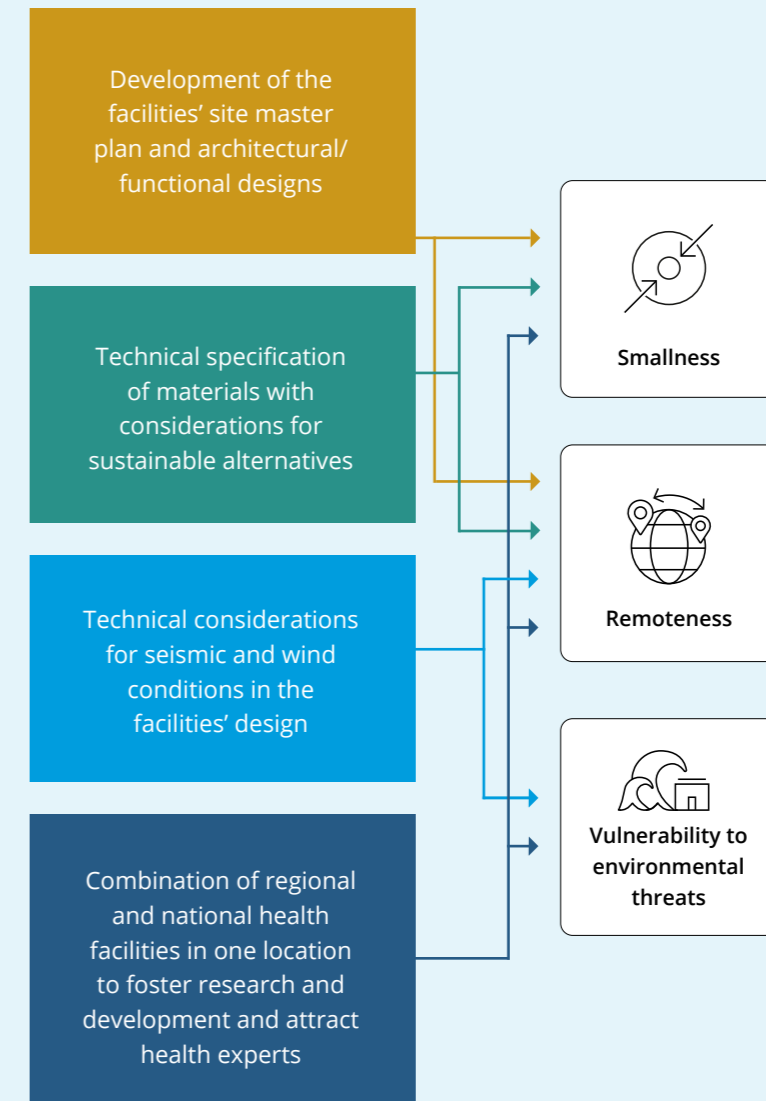 Development of the
facilities’ site master
plan and architectural/
functional designs
Technical specification
of materials with
considerations for
sustainable alternatives
Technical considerations
for seismic and wind
conditions in the
facilities’ design
Combination of regional
and national health
facilities in one location
to foster research and
development and attract
health experts
Smallness
Remoteness
Vulnerability to
environmental
threats